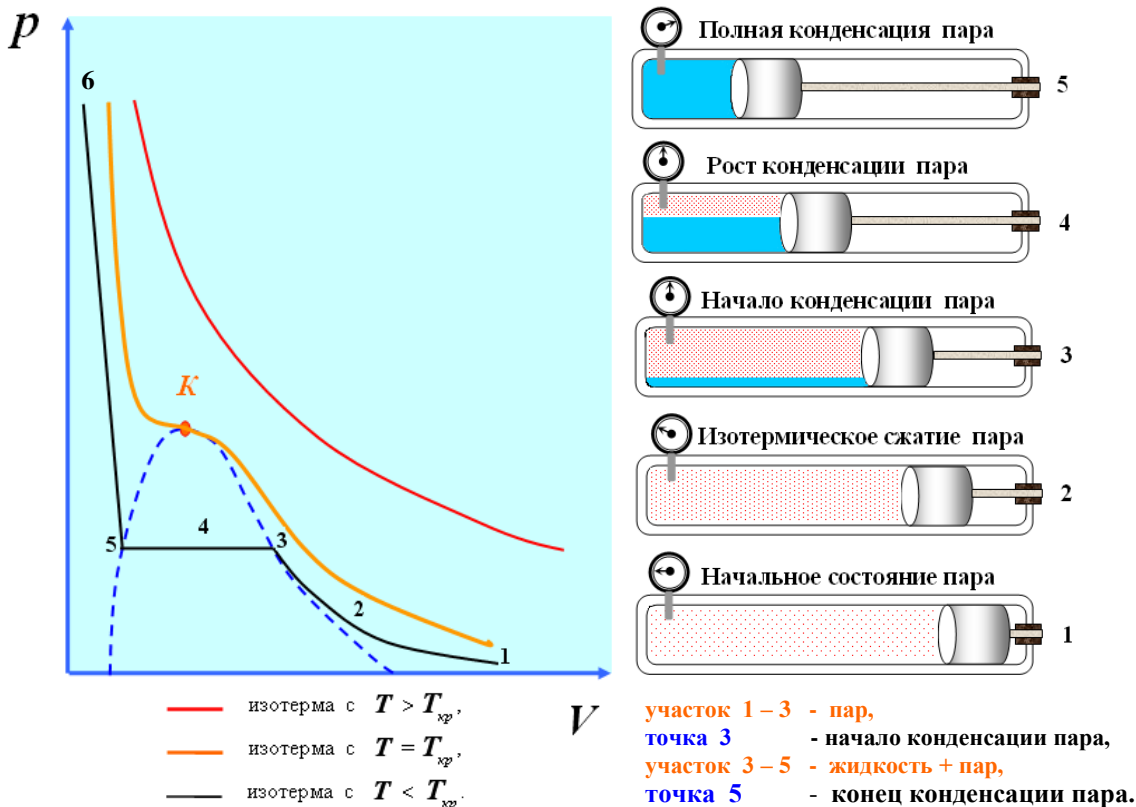 p
6
K
5
4
3
2
1
V
изотерма с T > Tкр,
изотерма с T = Tкр,
изотерма с T < Tкр.
Полная конденсация пара
5
Рост конденсации пара
4
Начало конденсации пара
3
Изотермическое сжатие пара
2
Начальное состояние пара
1
участок 1 – 3 - пар,
точка 3 - начало конденсации пара,
участок 3 – 5 - жидкость + пар,
точка 5 - конец конденсации пара.